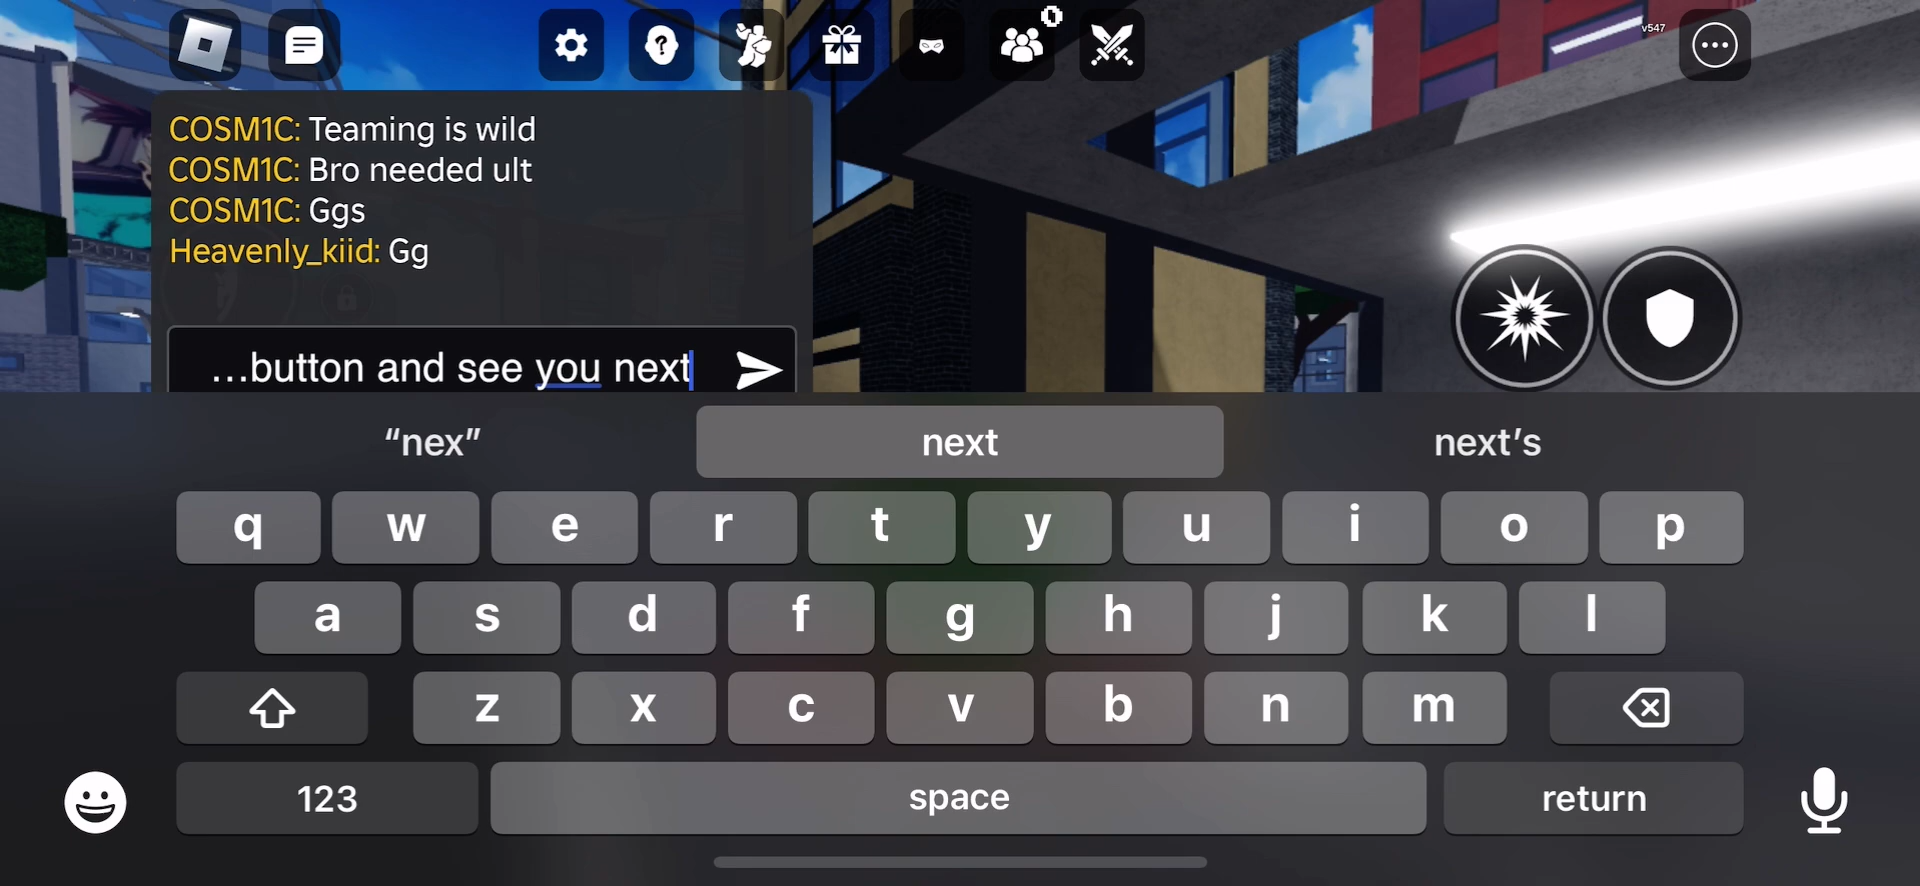 v547
COSM1C: Teaming is wild
COSM1C: Bro needed ult
COSM1C: Ggs
Heavenly_kiid: Gg
...button and see you next
“nex” next next’s
q w e r t y u i o p
a s d f g h j k l
z x c v b n m
123 space return